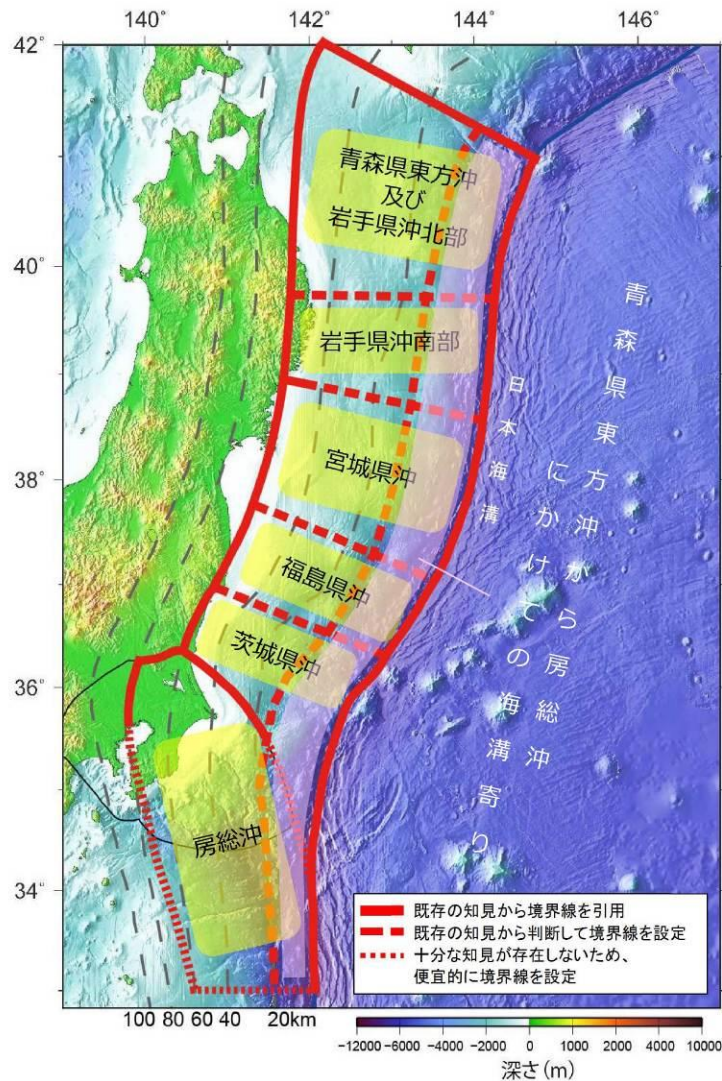 140° 142° 144° 146°
42°
40°
38°
36°
34°
青森県東方沖
及び
岩手県沖北部
岩手県沖南部
宮城県沖
福島県沖
茨城県沖
房総沖
日本海溝
青森県東方沖から房総沖
にかけての海溝寄り
既存の知見から境界線を引用
既存の知見から判断して境界線を設定
十分な知見が存在しないため、
便宜的に境界線を設定
100 80 60 40 20km
-12000 -6000 -4000 -2000 0 2000 4000 10000
深さ(m)